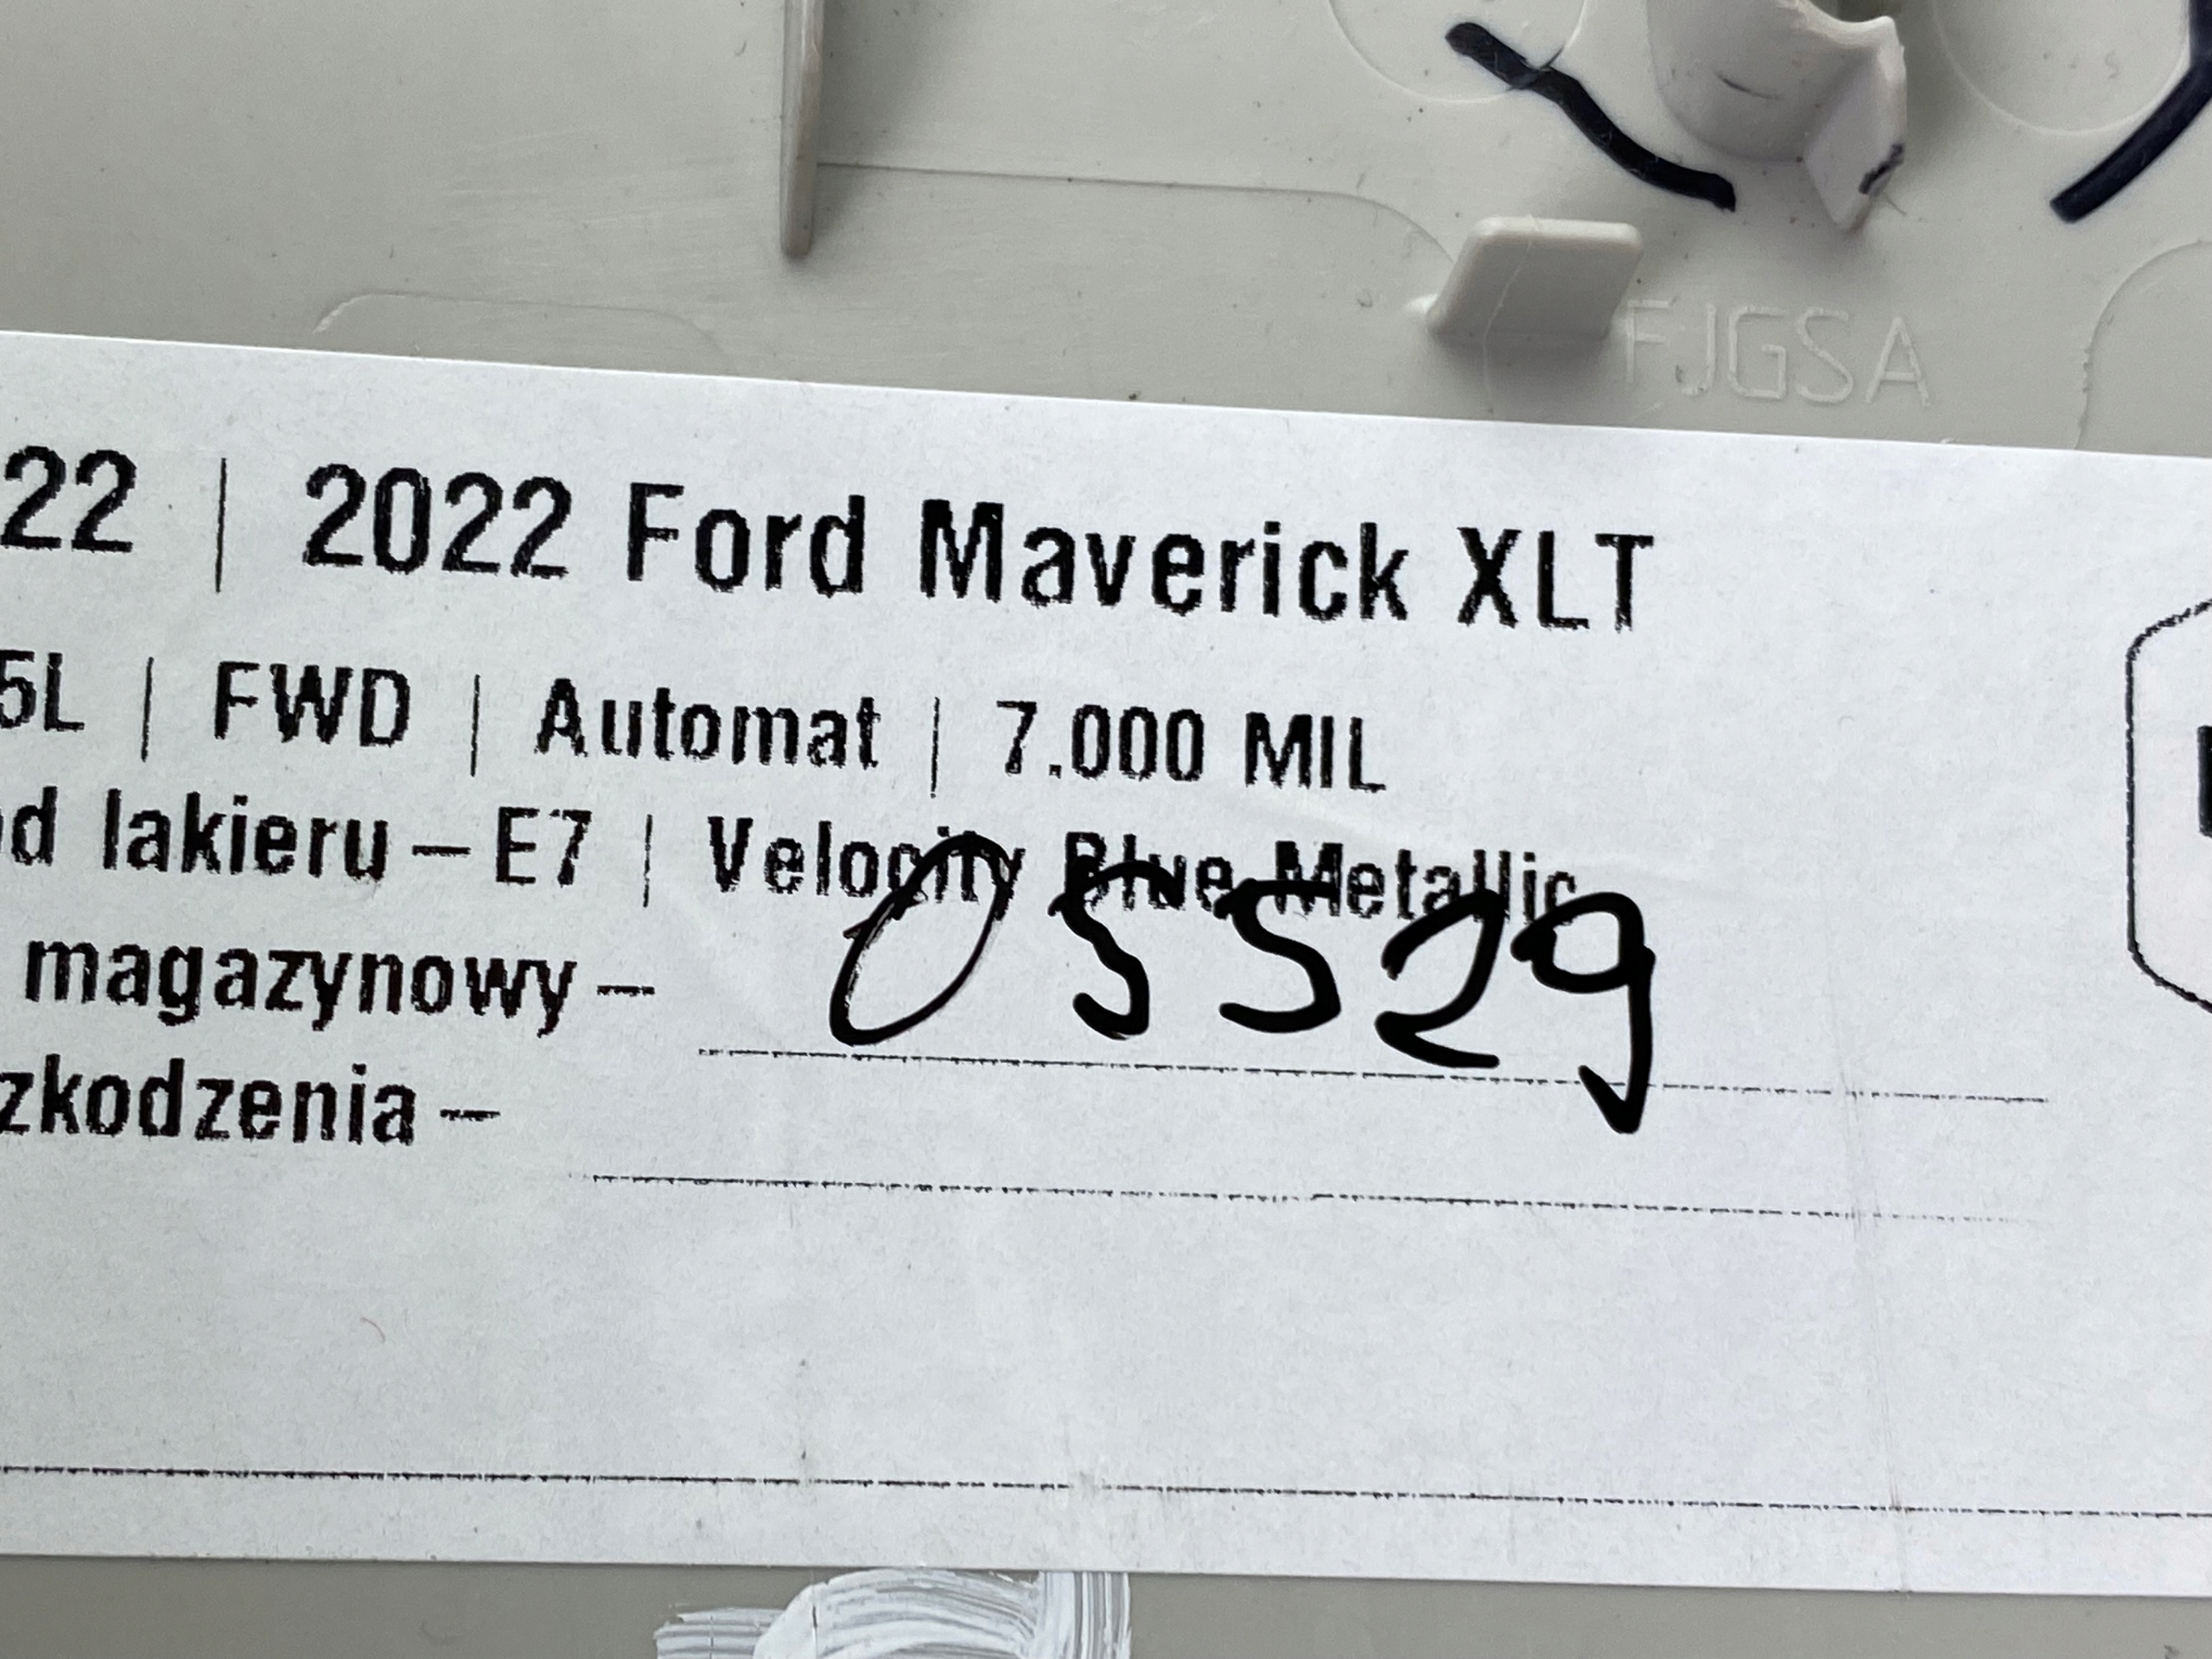 FJGSA
22 | 2022 Ford Maverick XLT
5L | FWD | Automat | 7.000 MIL
od lakieru – E7 | Velocity Blue Metallic
magazynowy – 05529
zkodzenia –